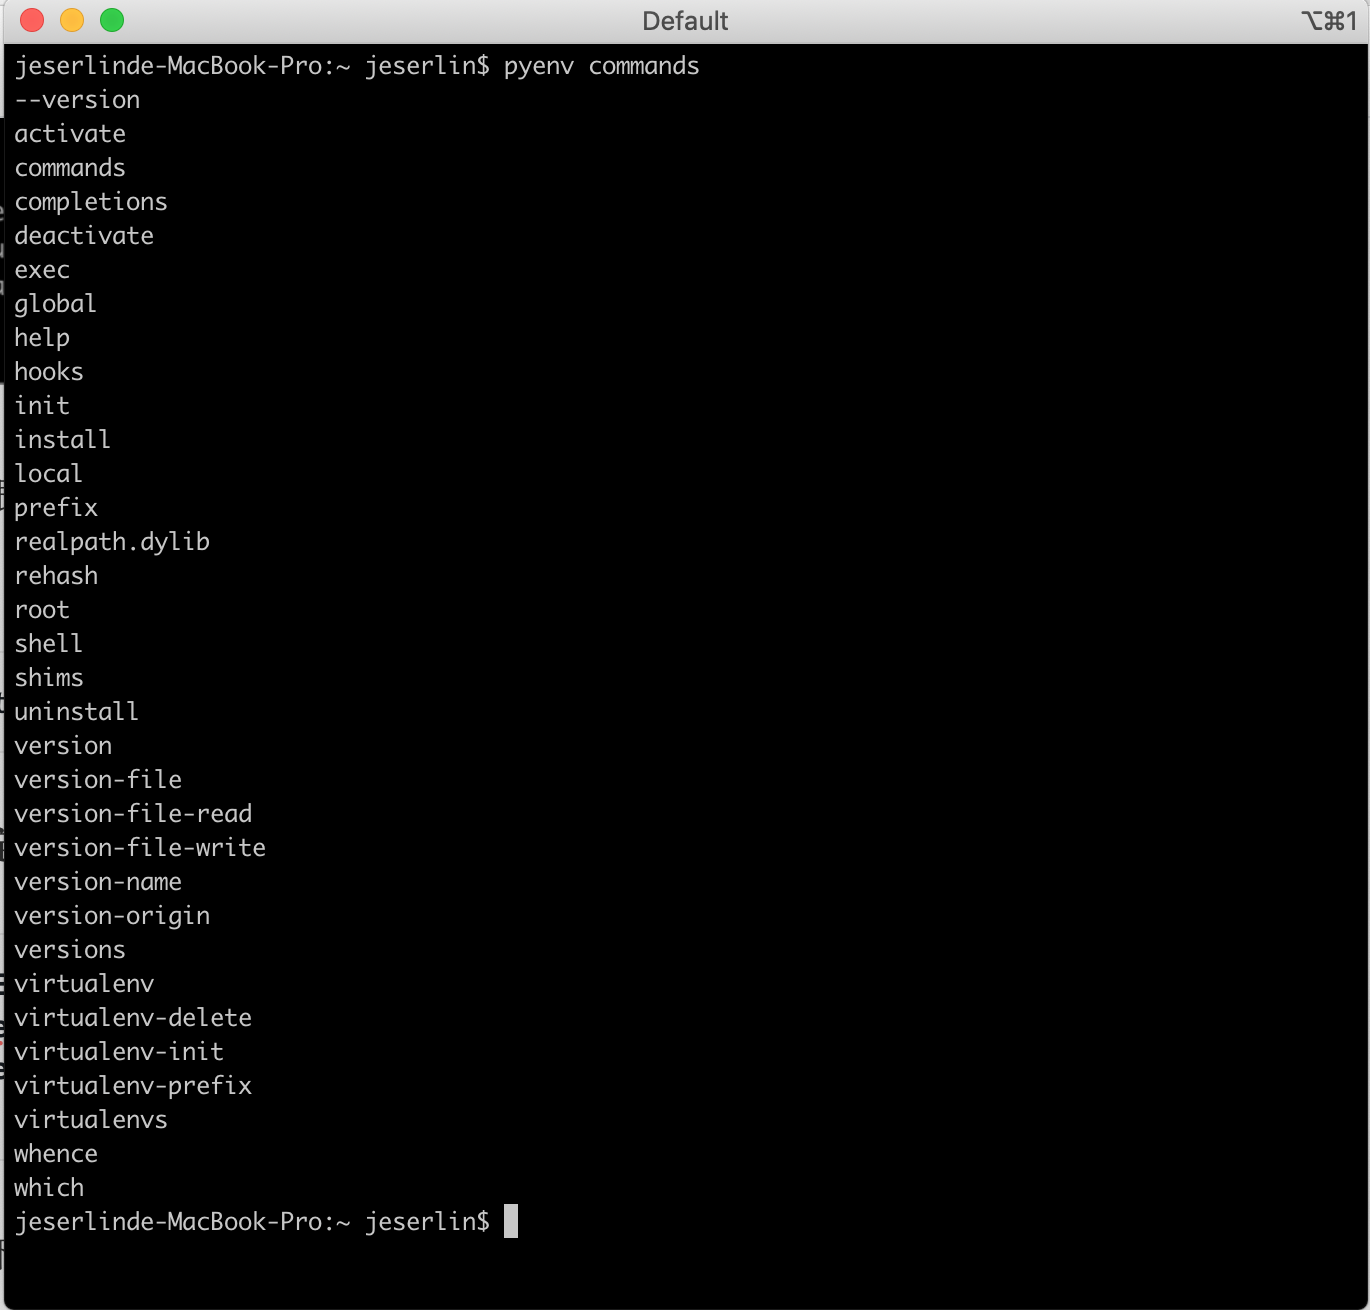 Default
⌥⌘1
jeserlinde-MacBook-Pro:~ jeserlin$ pyenv commands
--version
activate
commands
completions
deactivate
exec
global
help
hooks
init
install
local
prefix
realpath.dylib
rehash
root
shell
shims
uninstall
version
version-file
version-file-read
version-file-write
version-name
version-origin
versions
virtualenv
virtualenv-delete
virtualenv-init
virtualenv-prefix
virtualenvs
whence
which
jeserlinde-MacBook-Pro:~ jeserlin$